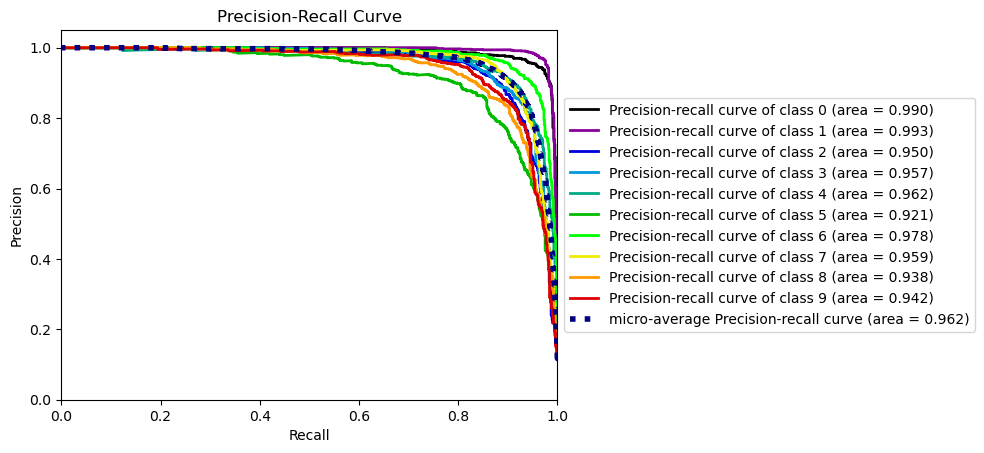 Precision-Recall Curve
1.0
0.8
0.6
0.4
0.2
0.0
Precision
0.0 0.2 0.4 0.6 0.8 1.0
Recall
Precision-recall curve of class 0 (area = 0.990)
Precision-recall curve of class 1 (area = 0.993)
Precision-recall curve of class 2 (area = 0.950)
Precision-recall curve of class 3 (area = 0.957)
Precision-recall curve of class 4 (area = 0.962)
Precision-recall curve of class 5 (area = 0.921)
Precision-recall curve of class 6 (area = 0.978)
Precision-recall curve of class 7 (area = 0.959)
Precision-recall curve of class 8 (area = 0.938)
Precision-recall curve of class 9 (area = 0.942)
micro-average Precision-recall curve (area = 0.962)